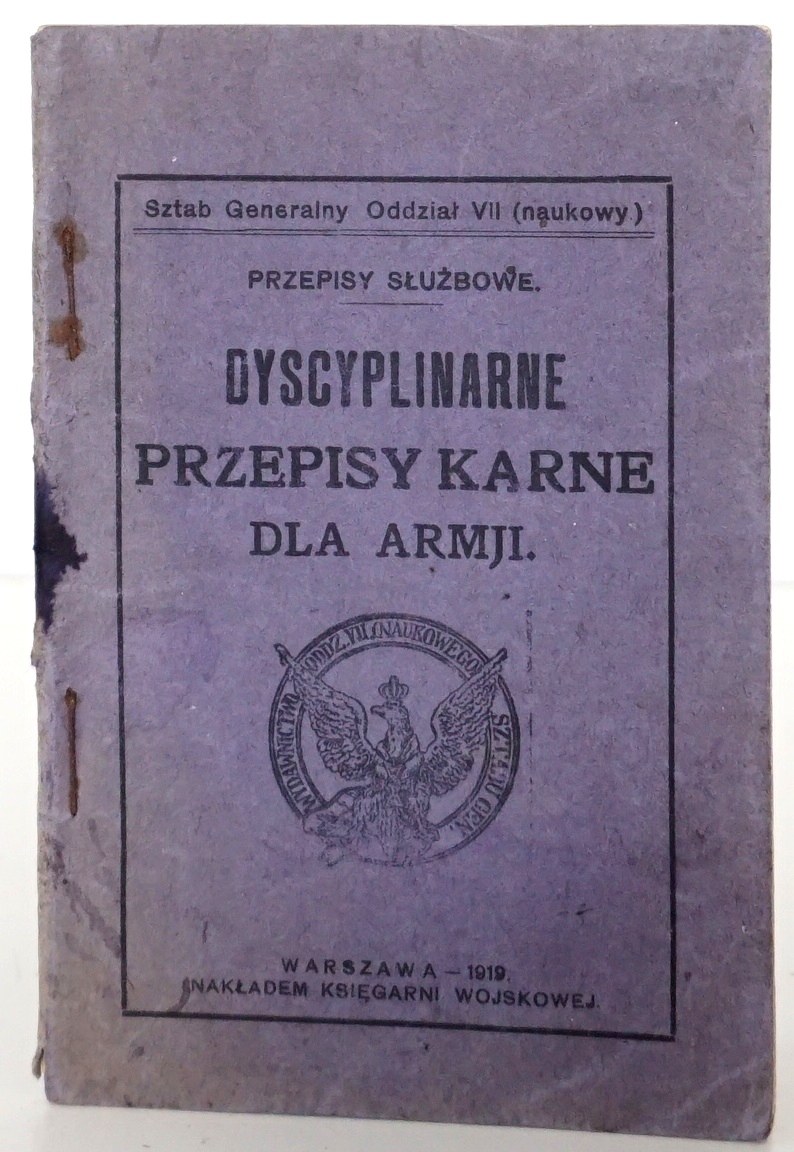 Sztab Generalny Oddział VII (naukowy)
PRZEPISY SŁUŻBOWE.
DYSCYPLINARNE
PRZEPISY KARNE
DLA ARMJI.
WYDAWNICTWO ODDZ. VII (NAUKOWEGO) SZTABU GEN.
WARSZAWA — 1919.
NAKŁADEM KSIĘGARNI WOJSKOWEJ.